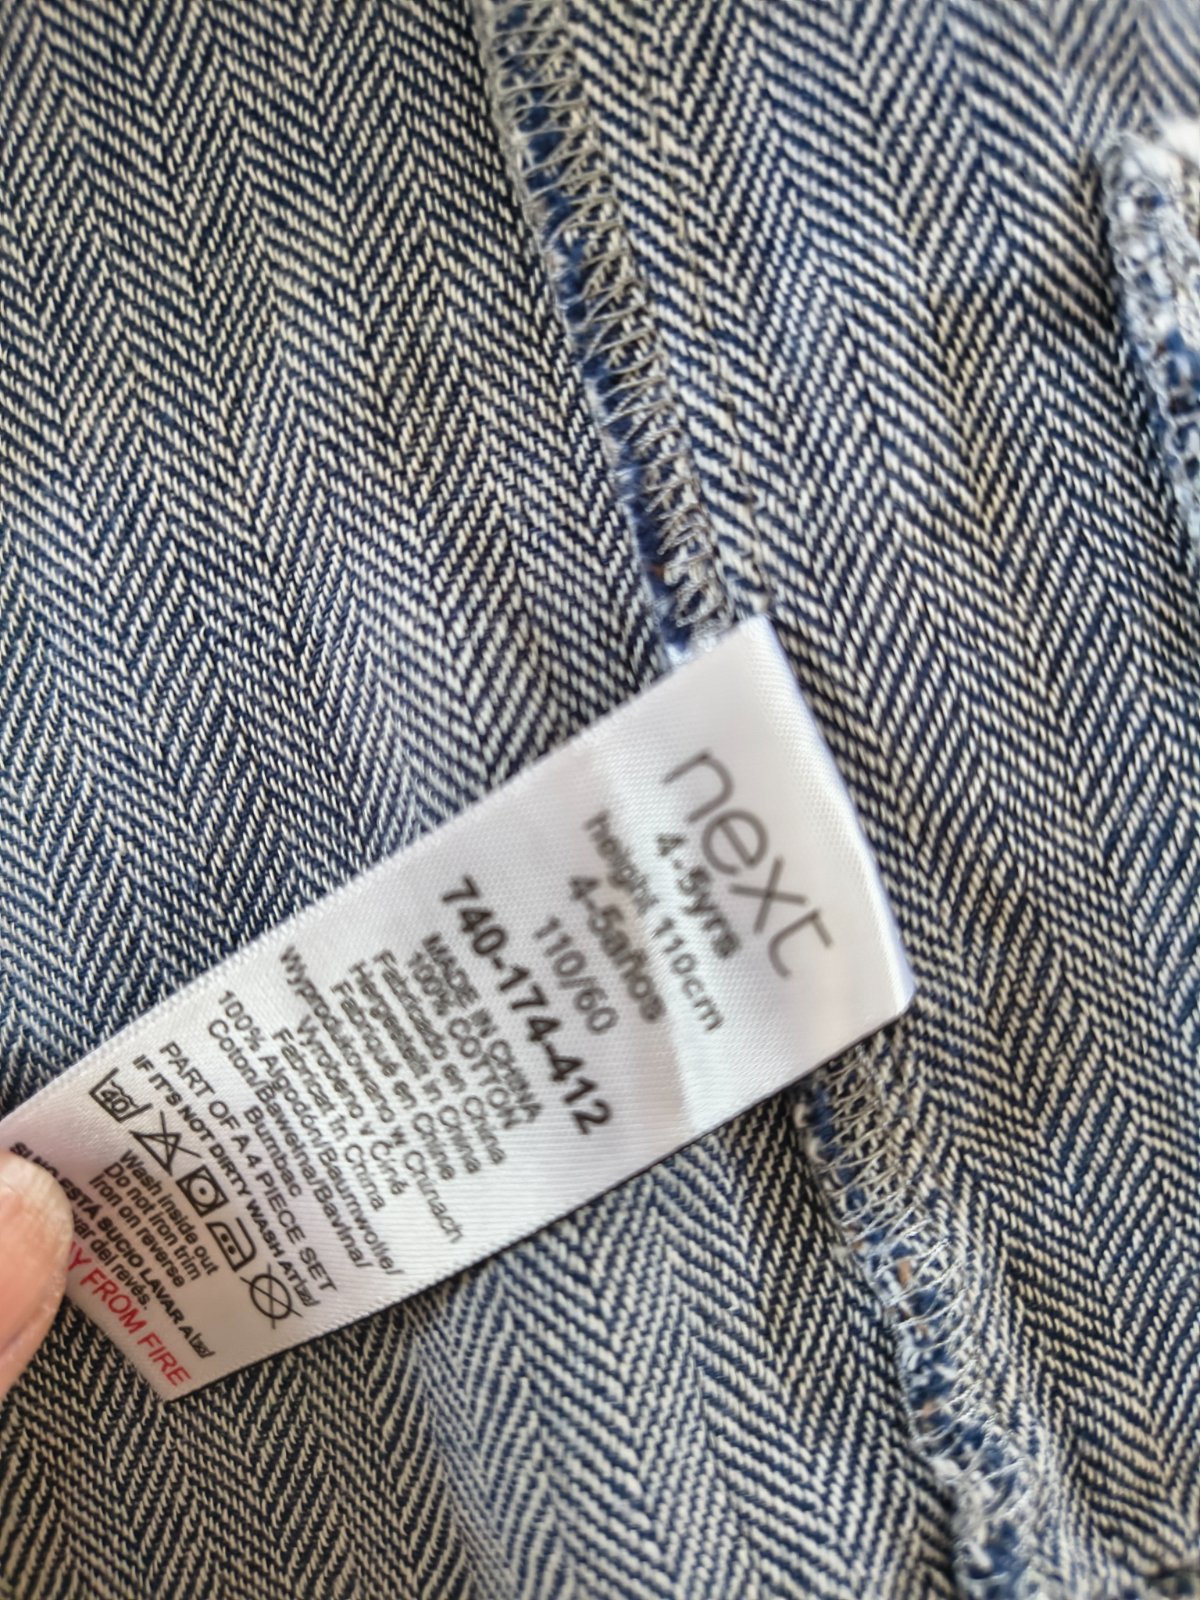 next
4-5yrs
height 110cm
4-5años
110/60
740-174-412
MADE IN CHINA
100% COTTON
Fabricado en China
Hergestellt in China
Fabriqué en Chine
Wyprodukowano w Chinach
Vyrobeno v Číně
Fabricat în China
100% Algodón/Baumwolle/
Coton/Bawełna/Bavlna/
Bumbac
PART OF A 4 PIECE SET
IF IT'S NOT DIRTY WASH AT
40
Wash inside out
Do not iron trim
Iron on reverse
SI NO ESTÁ SUCIO LAVAR A
del revés.
FROM FIRE